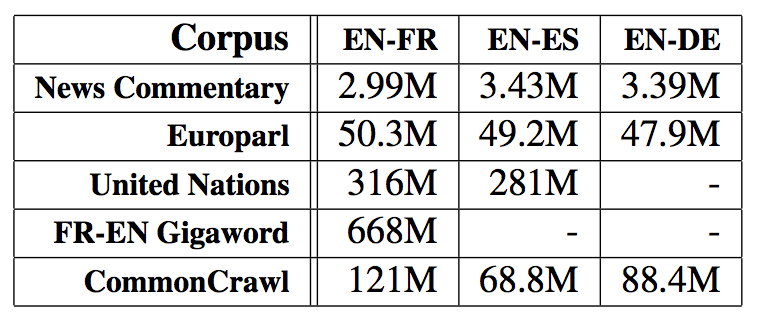 Corpus EN-FR EN-ES EN-DE
News Commentary 2.99M 3.43M 3.39M
Europarl 50.3M 49.2M 47.9M
United Nations 316M 281M -
FR-EN Gigaword 668M - -
CommonCrawl 121M 68.8M 88.4M